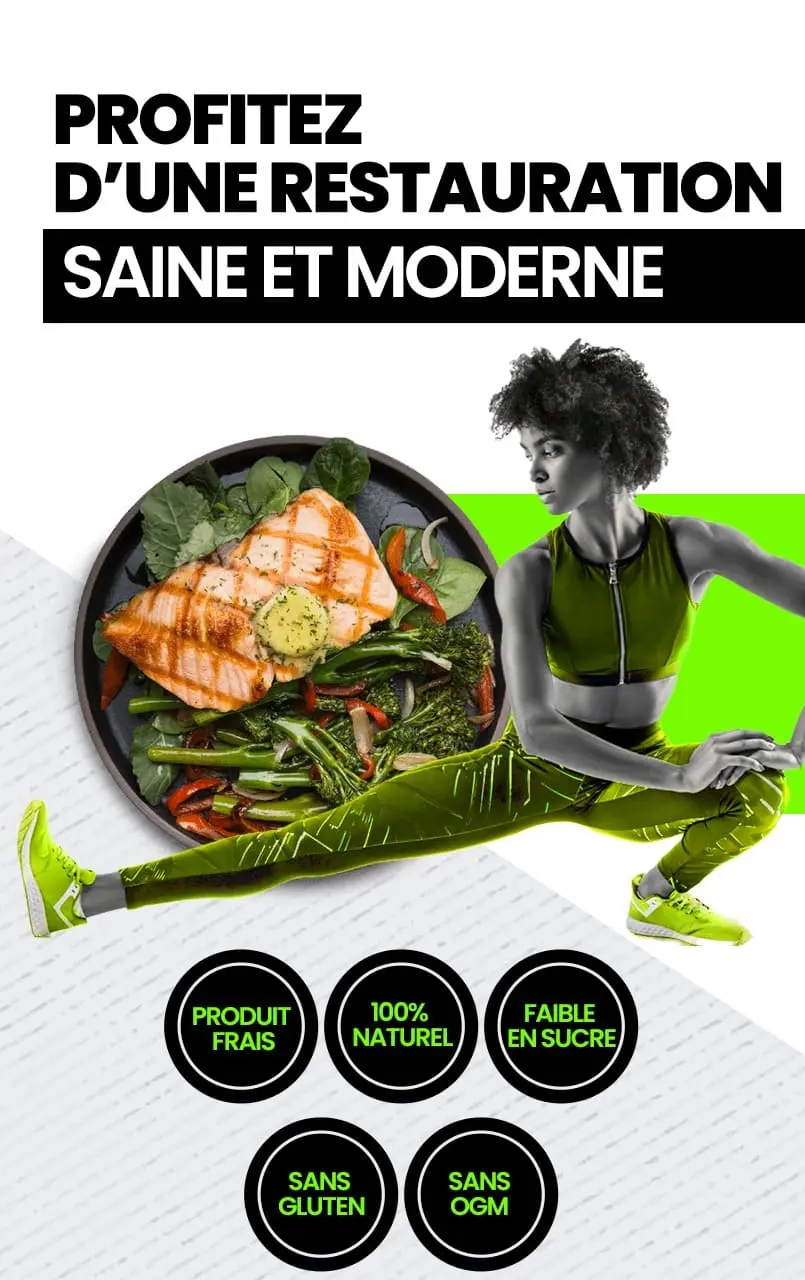 PROFITEZ
D’UNE RESTAURATION
SAINE ET MODERNE
PRODUIT
FRAIS
100%
NATUREL
FAIBLE
EN SUCRE
SANS
GLUTEN
SANS
OGM